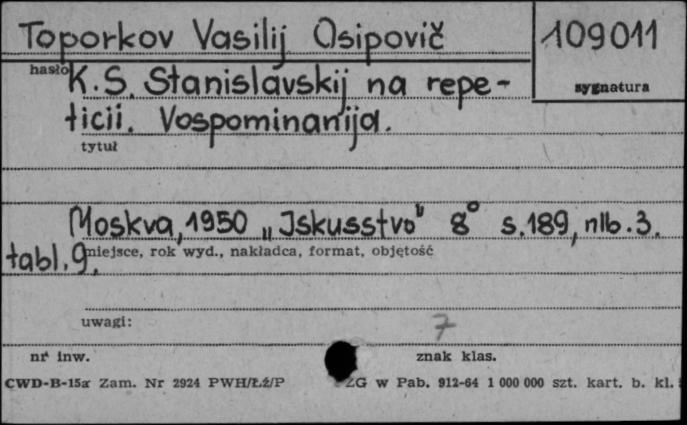 Toporkov Vasilij Osipovič
109011
hasło
K.S. Stanislavskij na repe-
sygnatura
ticii. Vospominanija.
tytuł
Moskva, 1950 „Iskusstvo" 8° s.189, nlb.3.
tabl.9.
miejsce, rok wyd., nakładca, format, objętość
uwagi:
7
nr inw.
znak klas.
CWD-B-15a Zam. Nr 2924 PWH/Łź/P
ZG w Pab. 912-64 1 000 000 szt. kart. b. kl.